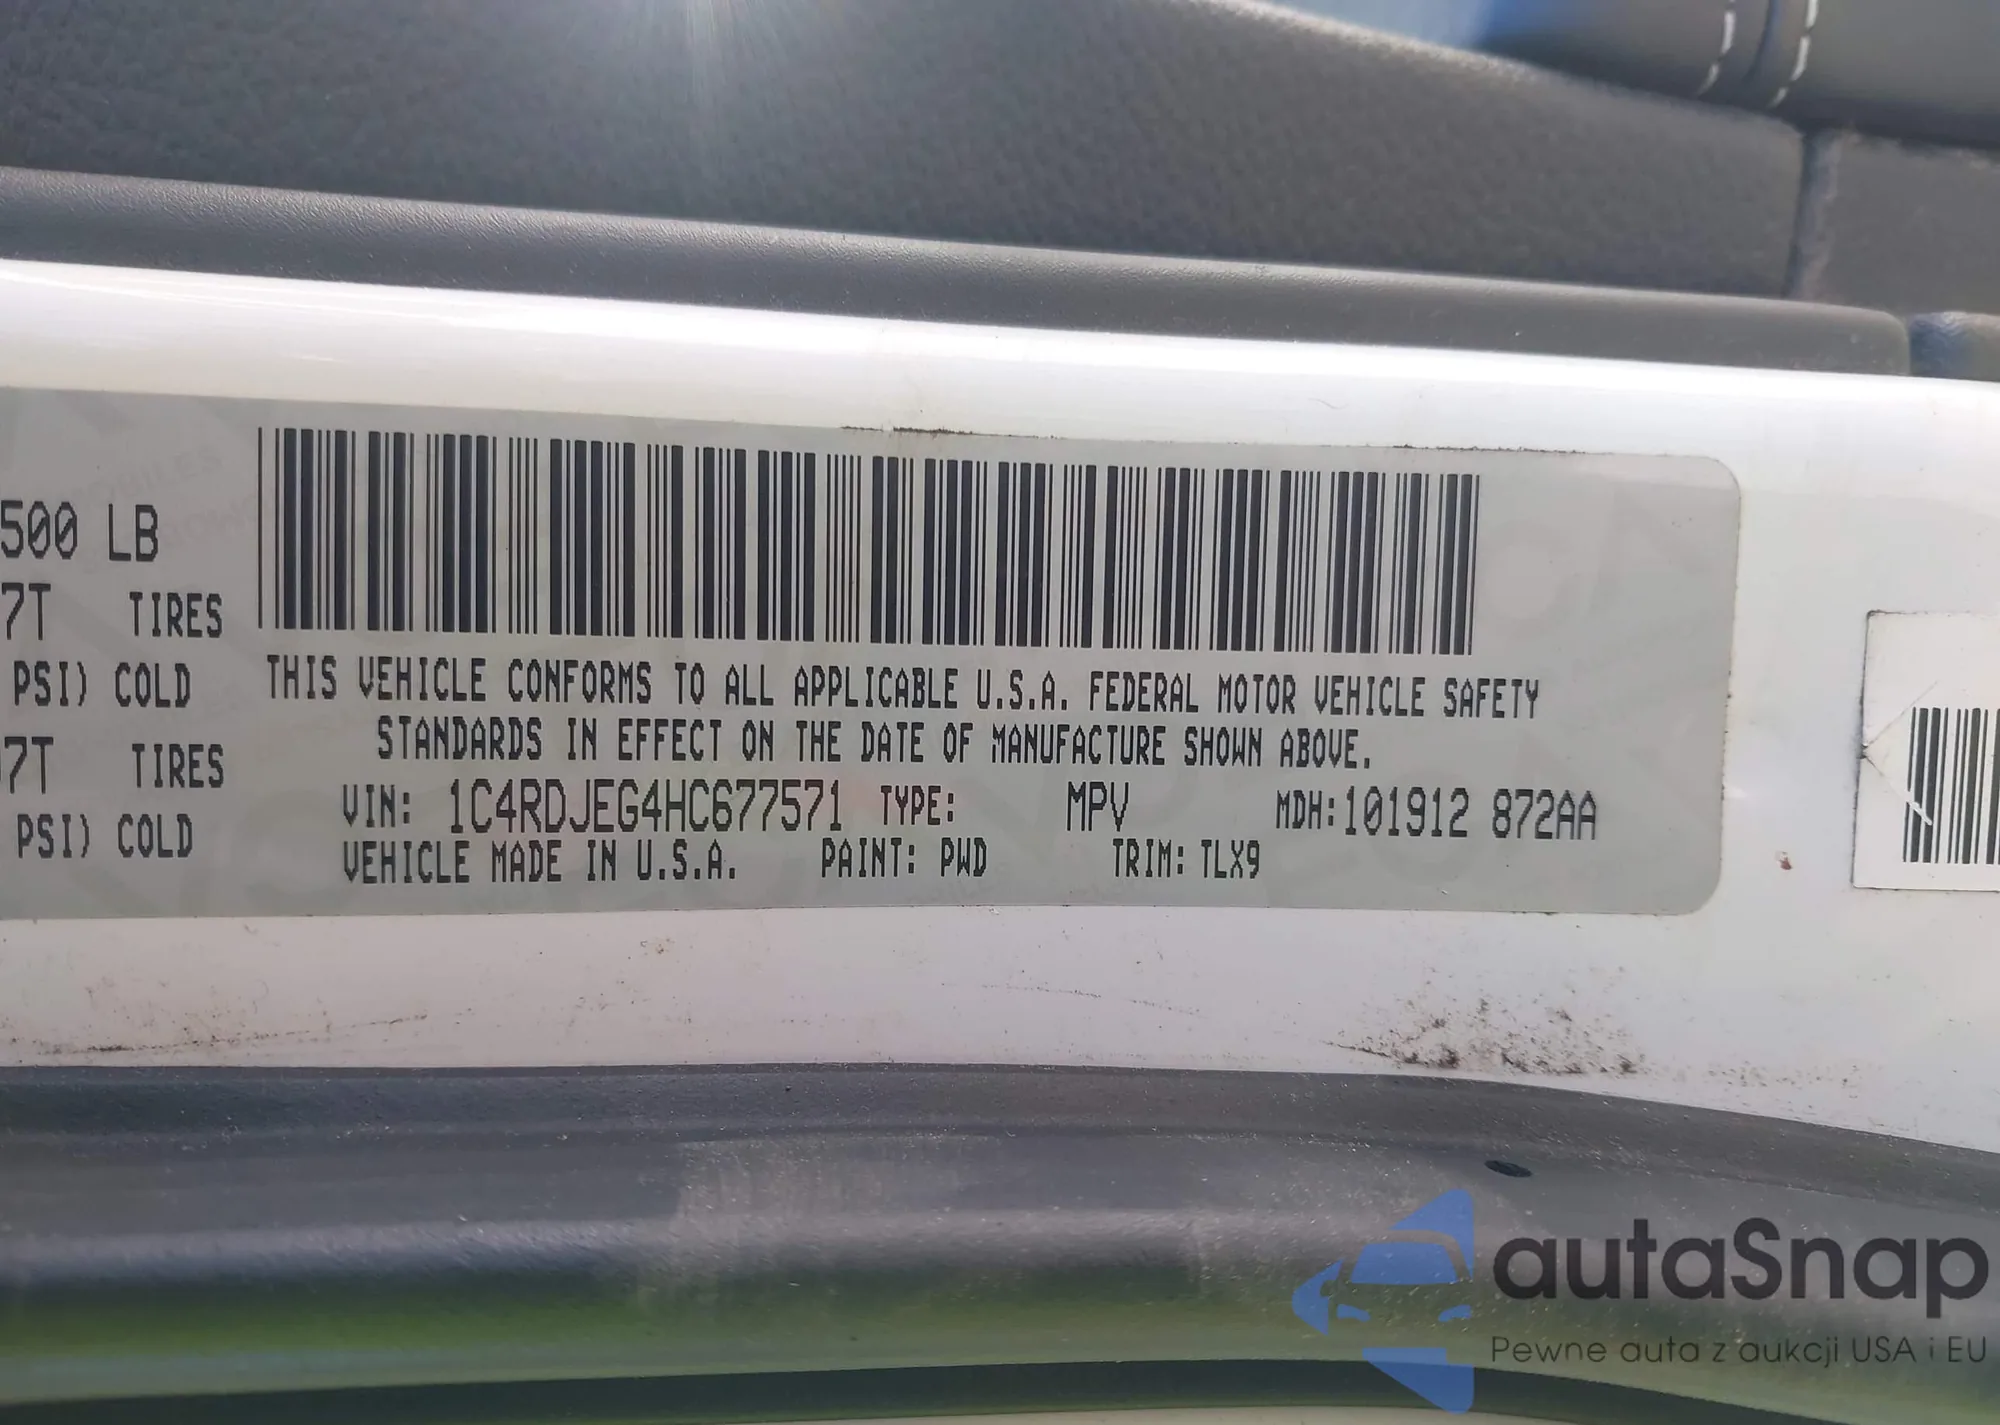 500 LB
7T TIRES
PSI) COLD
07T TIRES
PSI) COLD
THIS VEHICLE CONFORMS TO ALL APPLICABLE U.S.A. FEDERAL MOTOR VEHICLE SAFETY
STANDARDS IN EFFECT ON THE DATE OF MANUFACTURE SHOWN ABOVE.
VIN: 1C4RDJEG4HC677571 TYPE: MPV MDH:101912 872AA
VEHICLE MADE IN U.S.A. PAINT: PWD TRIM: TLX9
autaSnap
Pewne auta z aukcji USA i EU